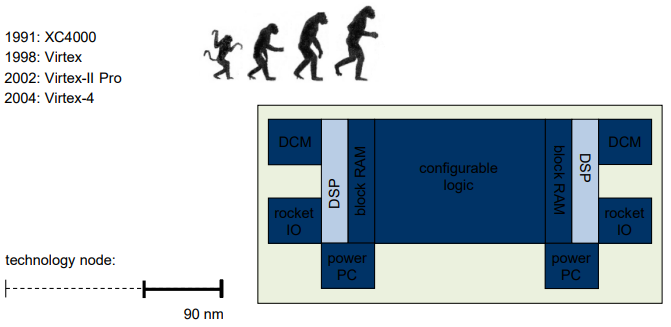 1991: XC4000
1998: Virtex
2002: Virtex-II Pro
2004: Virtex-4
DCM
DSP
block RAM
configurable
logic
block RAM
DSP
DCM
rocket
IO
rocket
IO
power
PC
power
PC
technology node:
90 nm